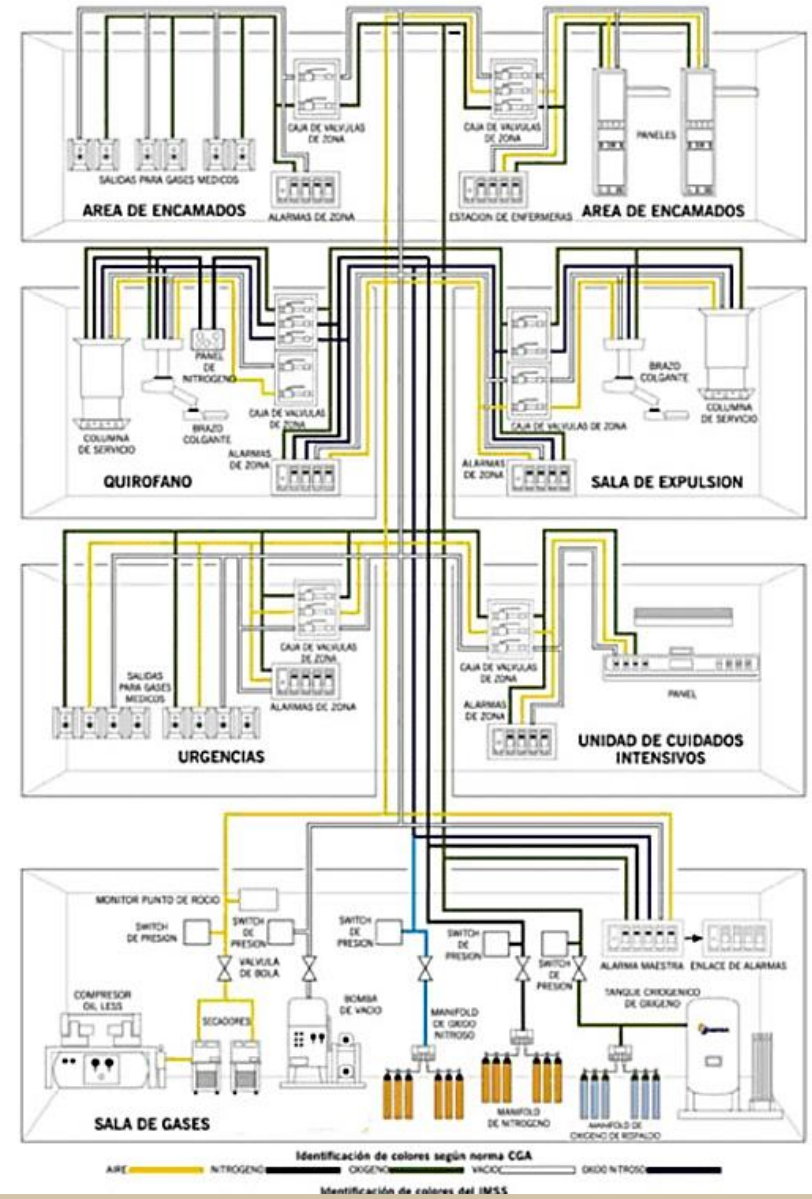 CAJA DE VALVULAS
DE ZONA
SALIDAS PARA GASES MEDICOS
AREA DE ENCAMADOS
ALARMAS DE ZONA
CAJA DE VALVULAS
DE ZONA
PANELES
ESTACION DE ENFERMERAS
AREA DE ENCAMADOS
PANEL
DE
NITROGENO
COLUMNA
DE SERVICIO
BRAZO
COLGANTE
CAJA DE VALVULAS
DE ZONA
ALARMAS
DE ZONA
QUIROFANO
BRAZO
COLGANTE
COLUMNA
DE SERVICIO
CAJA DE VALVULAS DE ZONA
ALARMAS
DE ZONA
SALA DE EXPULSION
CAJA DE VALVULAS
DE ZONA
SALIDAS
PARA GASES
MEDICOS
ALARMAS DE ZONA
URGENCIAS
CAJA DE VALVULAS
DE ZONA
ALARMAS
DE ZONA
PANEL
UNIDAD DE CUIDADOS
INTENSIVOS
MONITOR PUNTO DE ROCIO
SWITCH
DE PRESION
SWITCH
DE
PRESION
SWITCH
DE
PRESION
SWITCH
DE
PRESION
SWITCH
DE
PRESION
VALVULA
DE BOLA
ALARMA MAESTRA
ENLACE DE ALARMAS
COMPRESOR
OIL LESS
SECADORES
BOMBA
DE VACIO
MANIFOLD
DE OXIDO
NITROSO
TANQUE CRIOGENICO
DE OXIGENO
MANIFOLD
DE NITROGENO
MANIFOLD DE
OXIGENO DE RESPALDO
SALA DE GASES
Identificación de colores según norma CGA
AIRE NITROGENO OXIGENO VACIO OXIDO NITROSO
Identificación de colores del IMSS